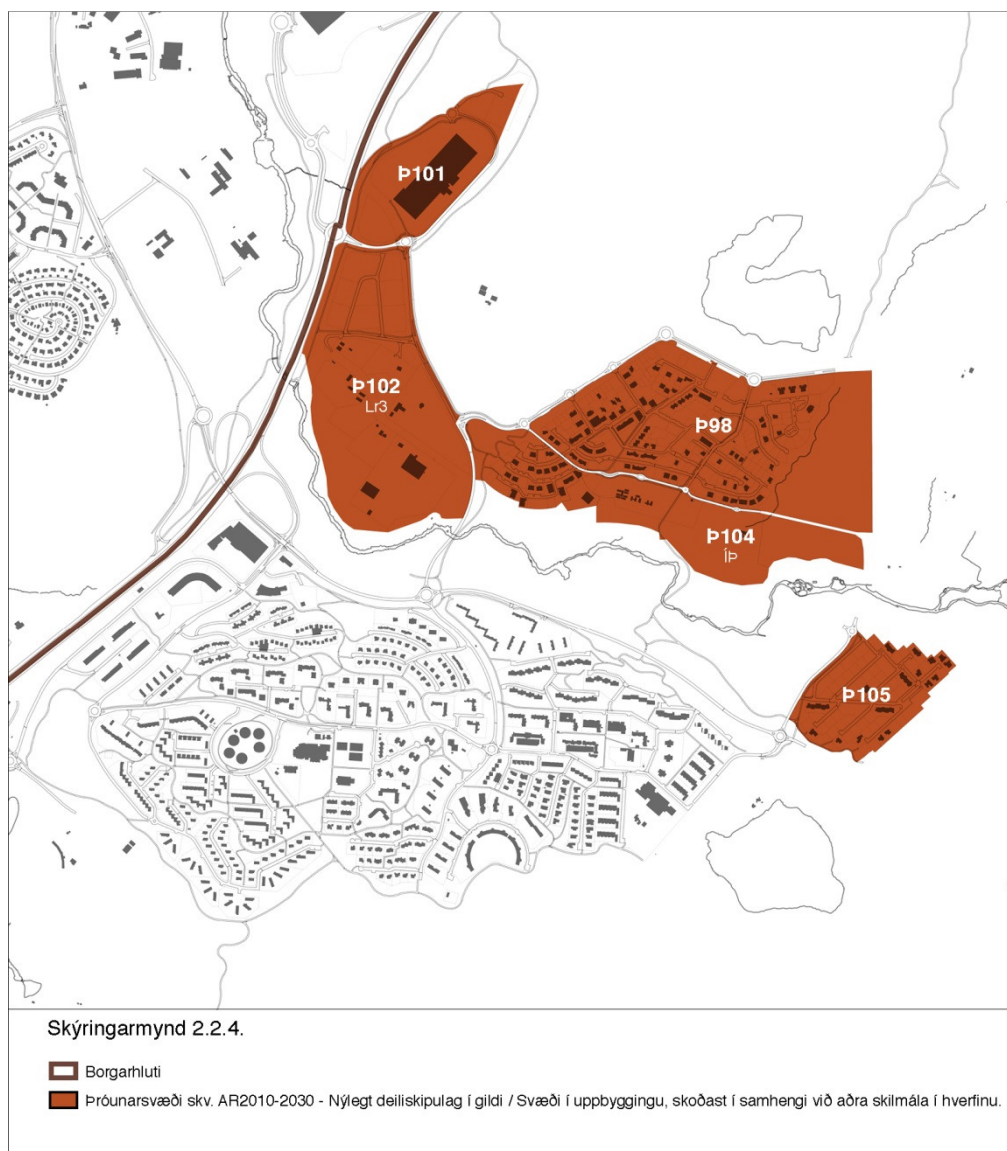 Þ101
Þ102
Lr3
Þ98
Þ104
ÍÞ
Þ105
Skýringarmynd 2.2.4.
Borgarhluti
Þróunarsvæði skv. AR2010-2030 - Nýlegt deiliskipulag í gildi / Svæði í uppbyggingu, skoðast í samhengi við aðra skilmála í hverfinu.